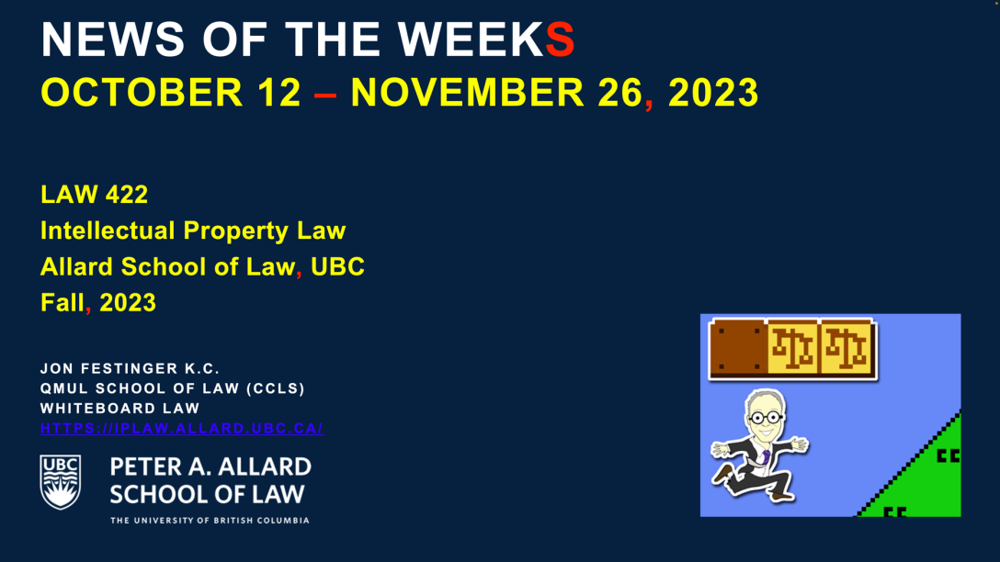 NEWS OF THE WEEKS
OCTOBER 12 – NOVEMBER 26, 2023
LAW 422
Intellectual Property Law
Allard School of Law, UBC
Fall, 2023
JON FESTINGER K.C.
QMUL SCHOOL OF LAW (CCLS)
WHITEBOARD LAW
HTTPS://IPLAW.ALLARD.UBC.CA/
UBC
PETER A. ALLARD
SCHOOL OF LAW
THE UNIVERSITY OF BRITISH COLUMBIA